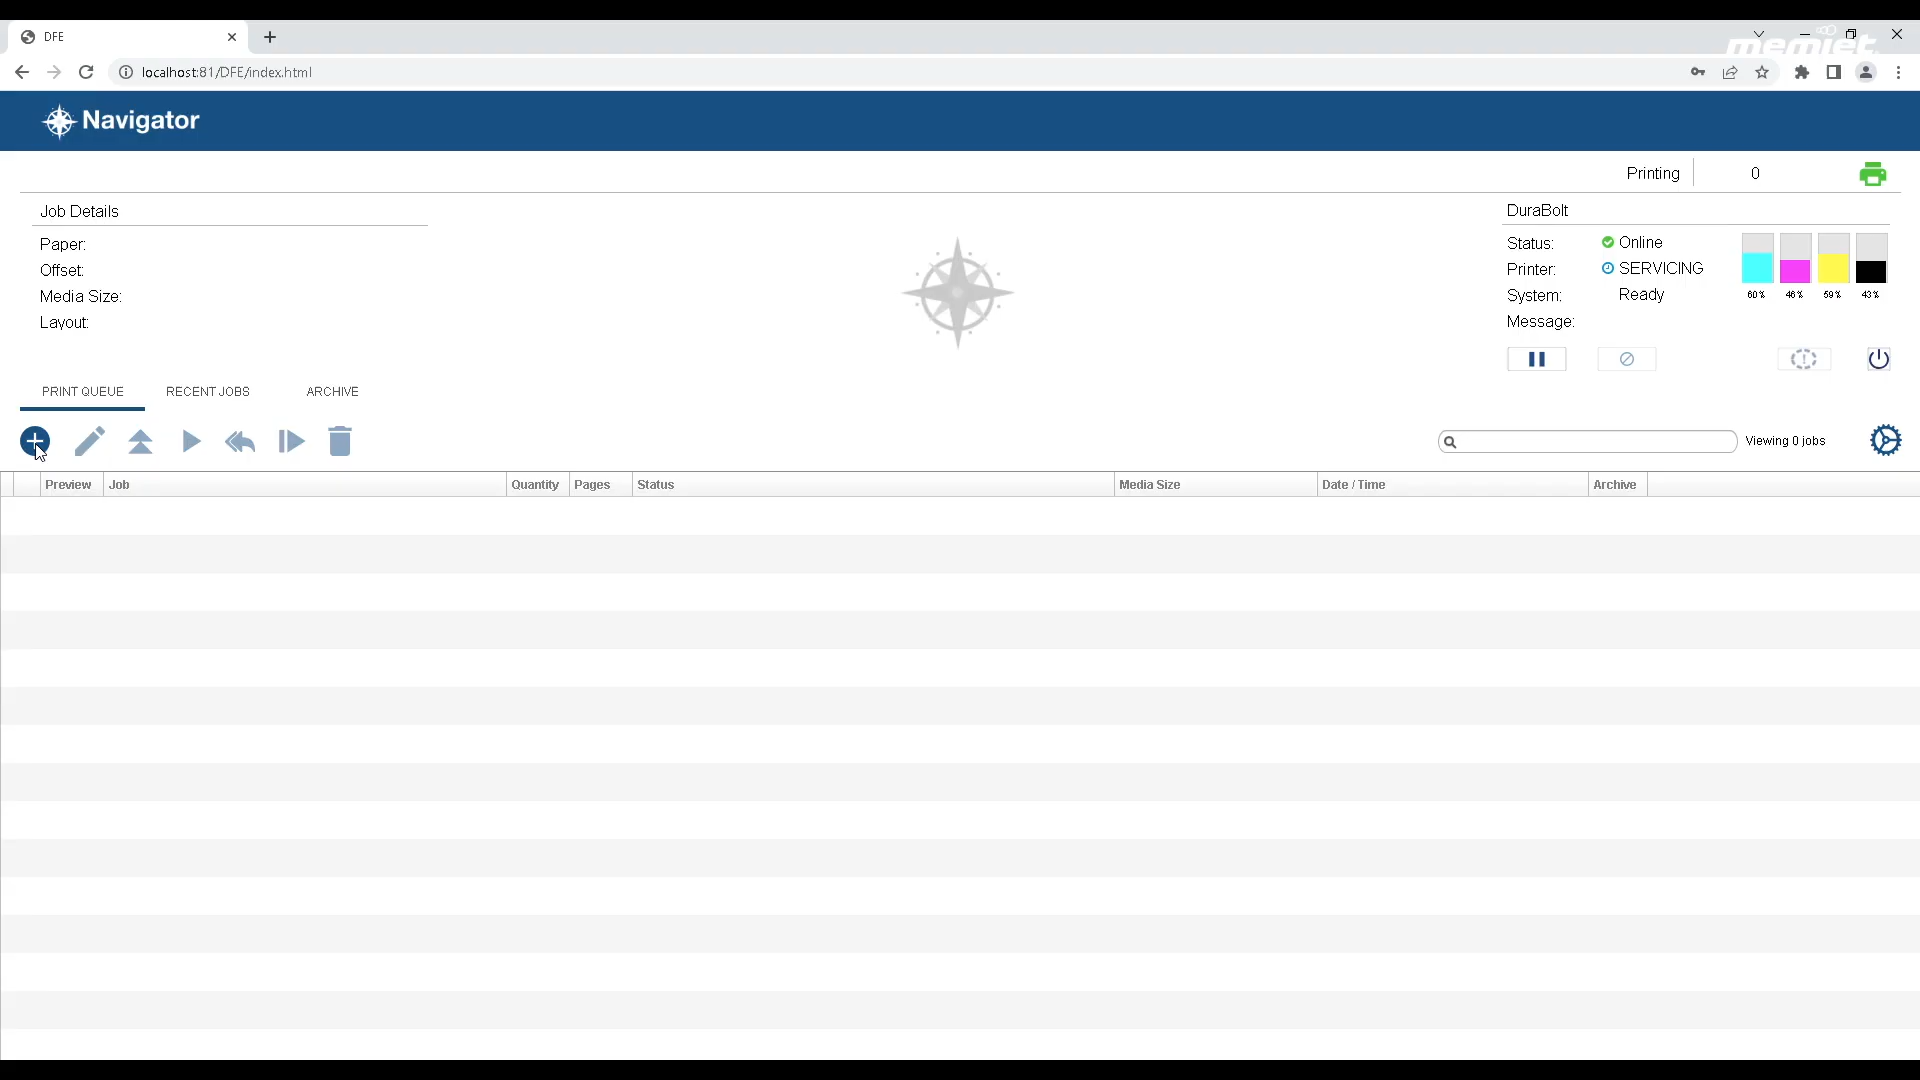 DFE
memjet
localhost:81/DFE/index.html
Navigator
Printing 0
Job Details
Paper:
Offset:
Media Size:
Layout:
DuraBolt
Status: Online
Printer: SERVICING
System: Ready
Message:
60% 46% 59% 43%
PRINT QUEUE RECENT JOBS ARCHIVE
Viewing 0 jobs
Preview Job Quantity Pages Status Media Size Date / Time Archive